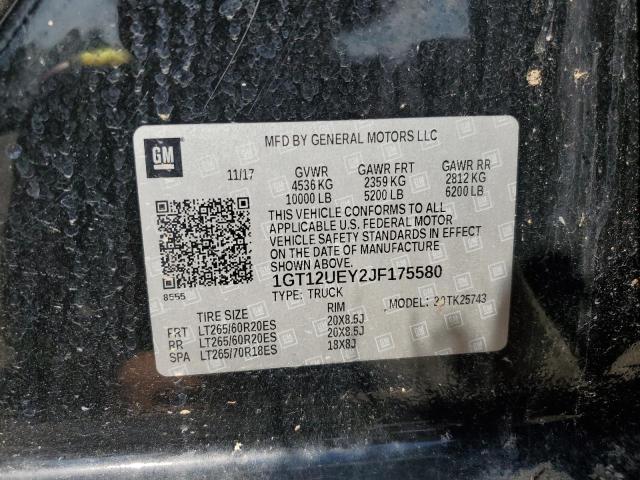 GM
MFD BY GENERAL MOTORS LLC
11/17 GVWR GAWR FRT GAWR RR
4536 KG 2359 KG 2812 KG
10000 LB 5200 LB 6200 LB
THIS VEHICLE CONFORMS TO ALL
APPLICABLE U.S. FEDERAL MOTOR
VEHICLE SAFETY STANDARDS IN EFFECT
ON THE DATE OF MANUFACTURE
SHOWN ABOVE.
8555
1GT12UEY2JF175580
TYPE: TRUCK MODEL: 20TK25743
TIRE SIZE RIM
FRT LT265/60R20ES 20X8.5J
RR LT265/60R20ES 20X8.5J
SPA LT265/70R18ES 18X8J